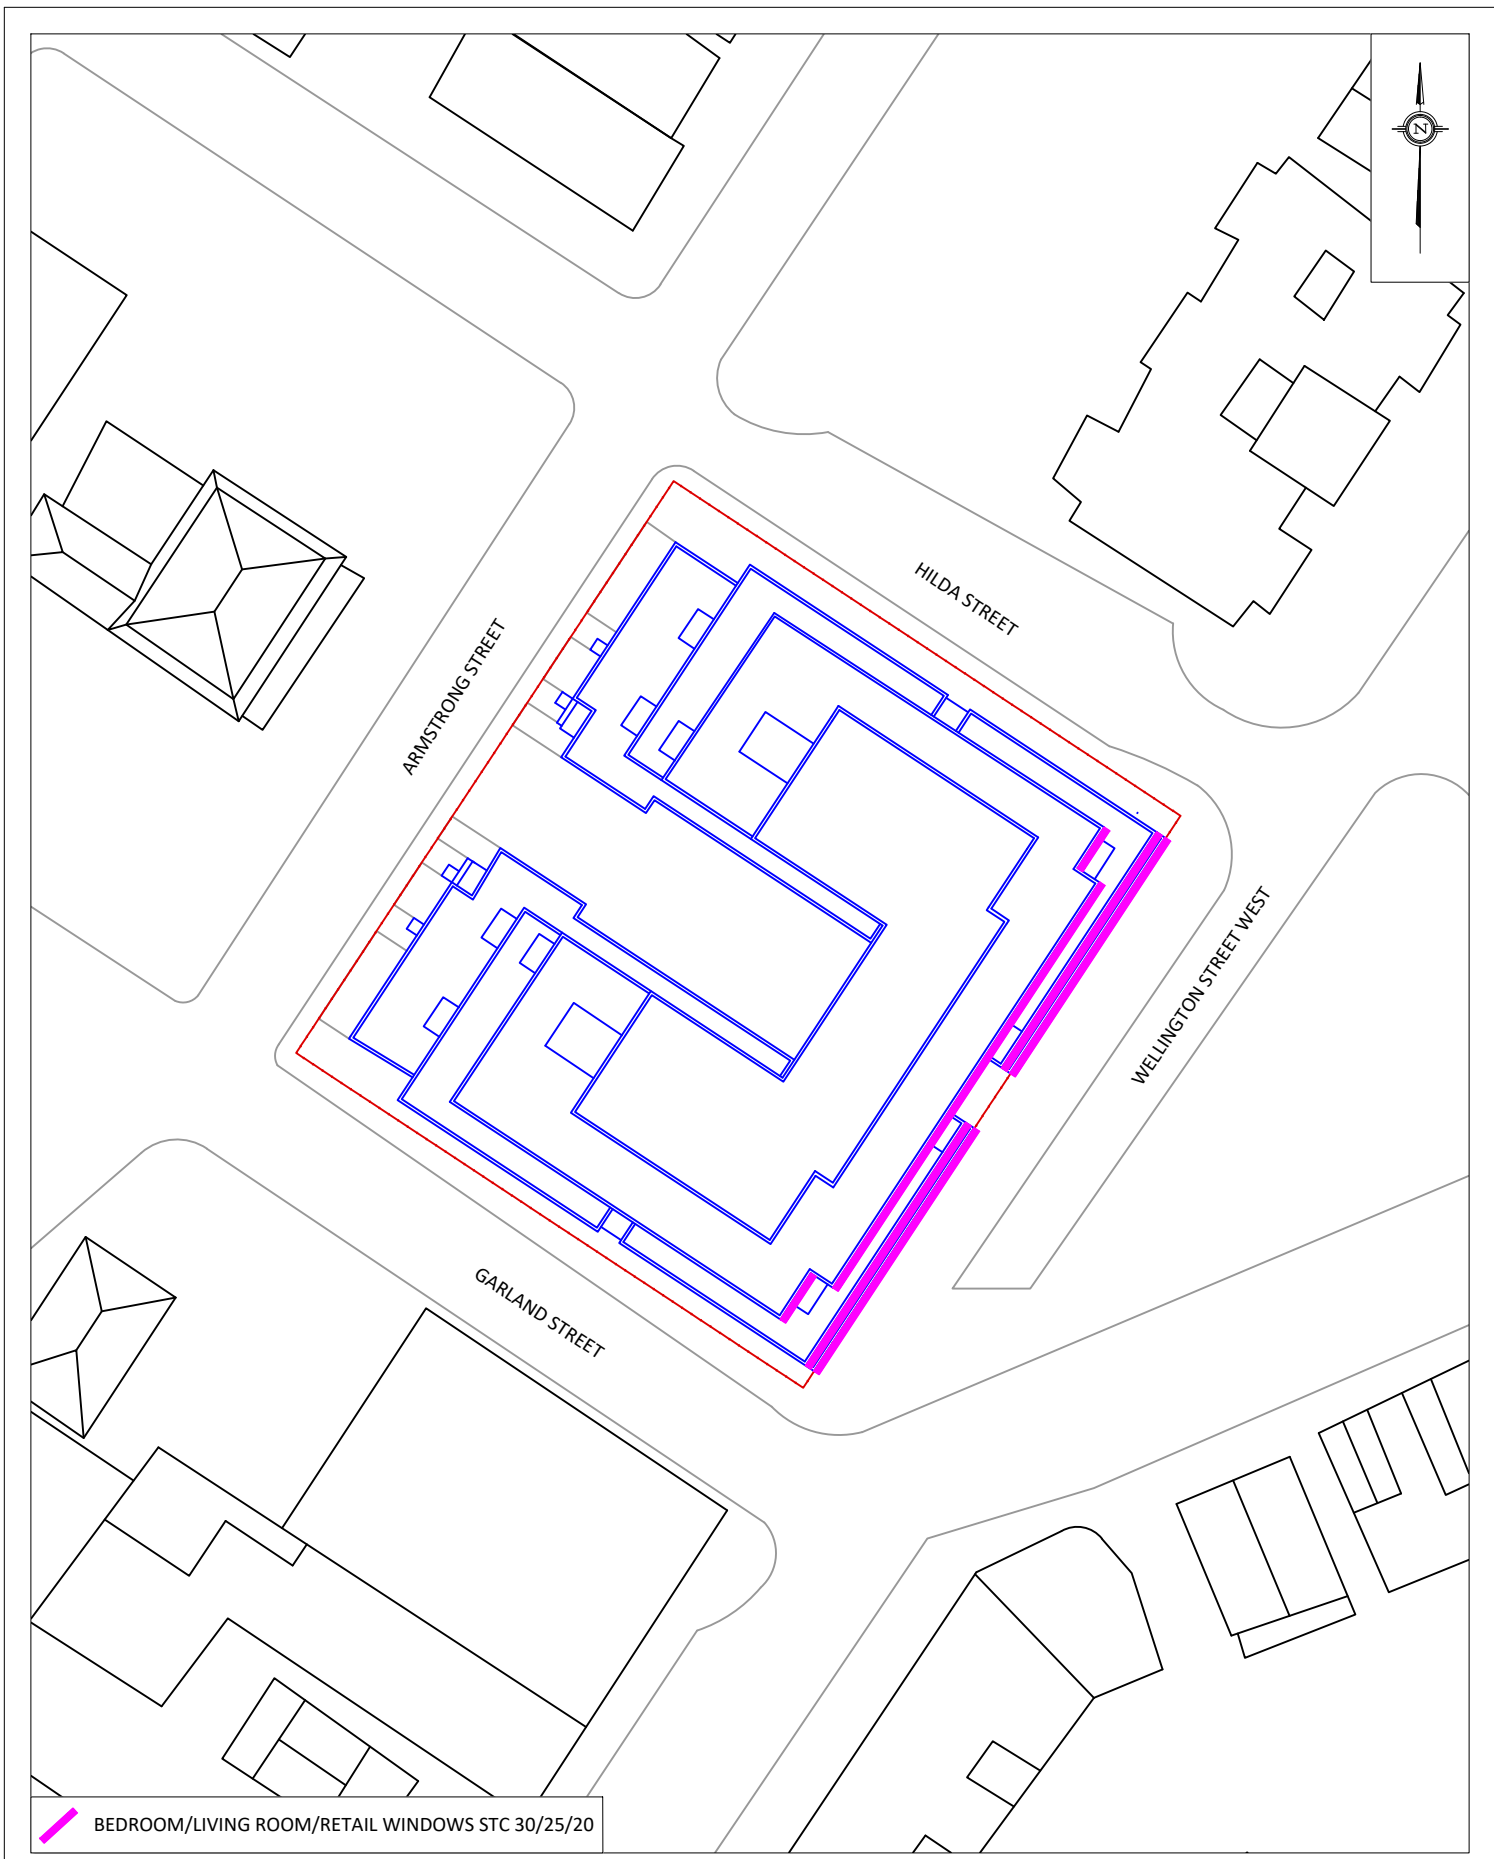 N
HILDA STREET
ARMSTRONG STREET
WELLINGTON STREET WEST
GARLAND STREET
BEDROOM/LIVING ROOM/RETAIL WINDOWS STC 30/25/20